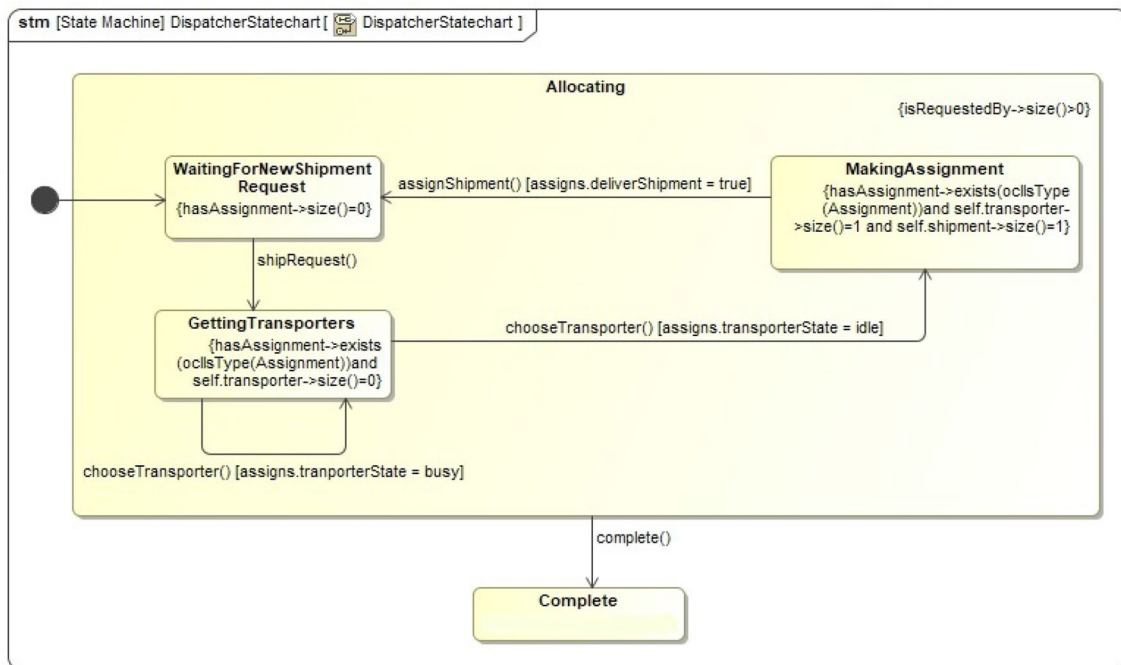 stm [State Machine] DispatcherStatechart [ DispatcherStatechart ]
Allocating
{isRequestedBy->size()>0}
WaitingForNewShipment
Request
{hasAssignment->size()=0}
assignShipment() [assigns.deliverShipment = true]
MakingAssignment
{hasAssignment->exists(oclIsType
(Assignment))and self.transporter-
>size()=1 and self.shipment->size()=1}
shipRequest()
GettingTransporters
{hasAssignment->exists
(oclIsType(Assignment))and
self.transporter->size()=0}
chooseTransporter() [assigns.transporterState = idle]
chooseTransporter() [assigns.tranporterState = busy]
complete()
Complete